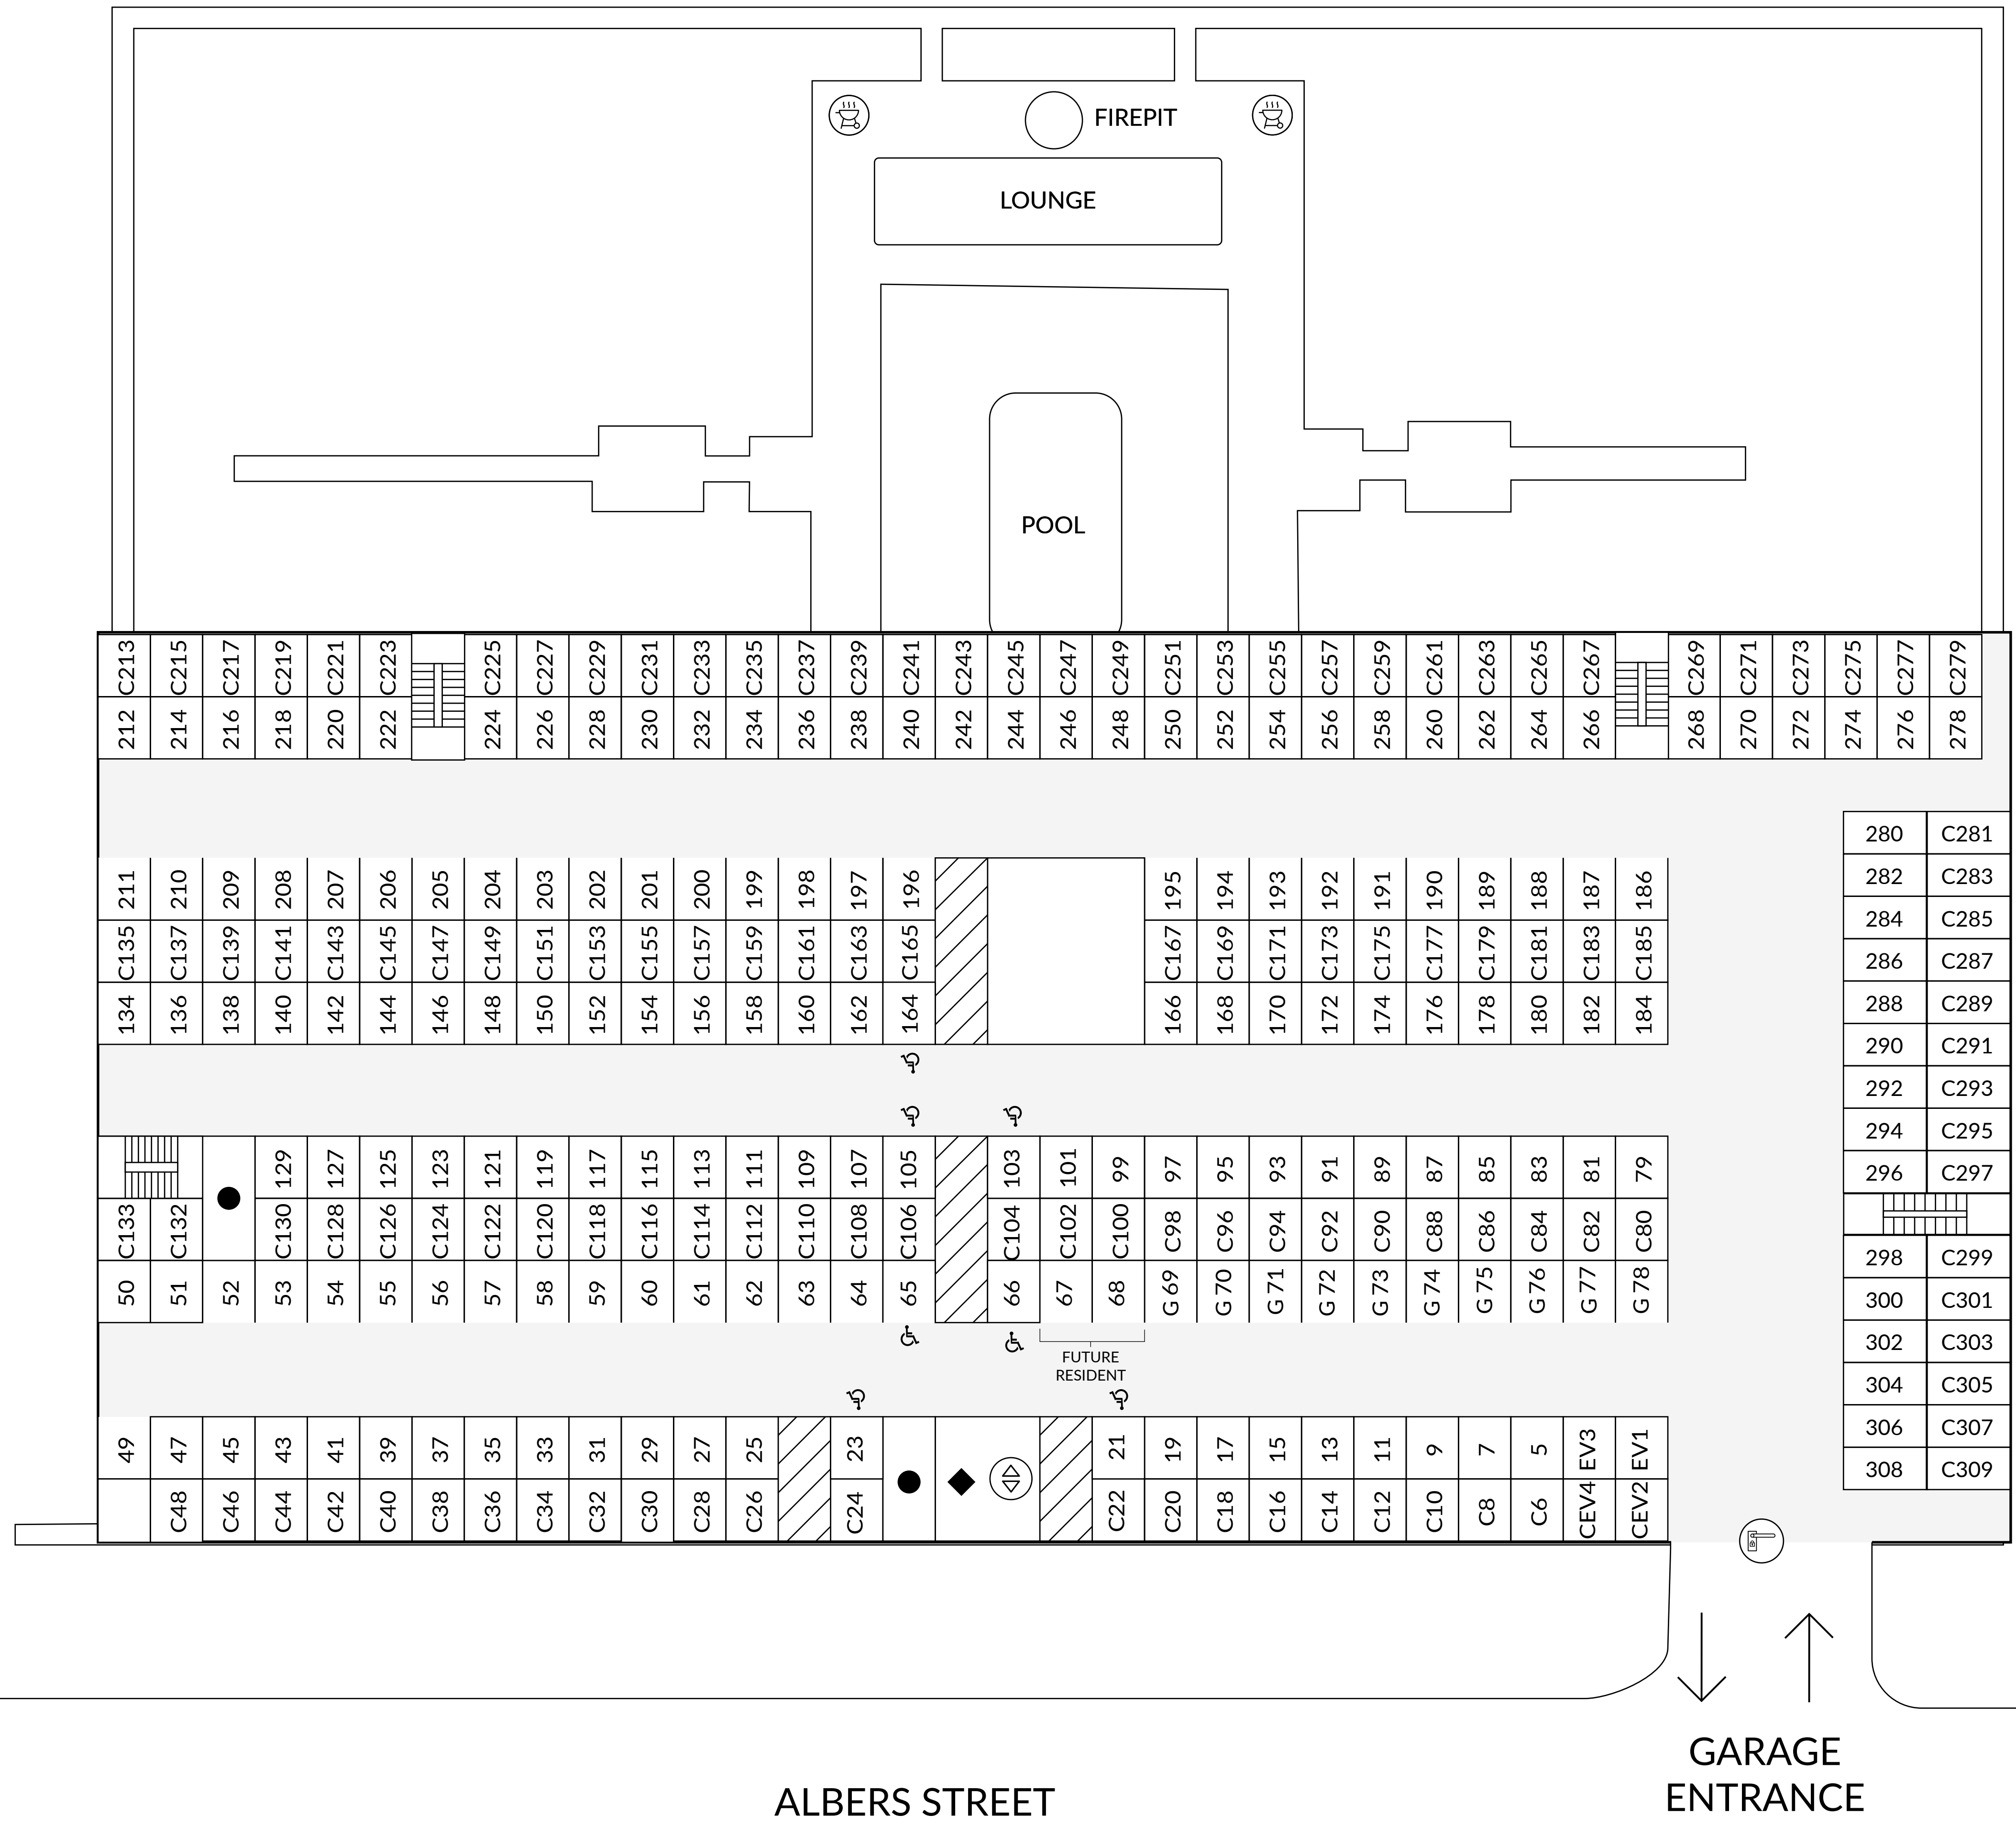 FIREPIT
LOUNGE
POOL
C213 C215 C217 C219 C221 C223 C225 C227 C229 C231 C233 C235 C237 C239 C241 C243 C245 C247 C249 C251 C253 C255 C257 C259 C261 C263 C265 C267 C269 C271 C273 C275 C277 C279
212 214 216 218 220 222 224 226 228 230 232 234 236 238 240 242 244 246 248 250 252 254 256 258 260 262 264 266 268 270 272 274 276 278
280 C281
282 C283
284 C285
286 C287
288 C289
290 C291
292 C293
294 C295
296 C297
298 C299
300 C301
302 C303
304 C305
306 C307
308 C309
211 210 209 208 207 206 205 204 203 202 201 200 199 198 197 196 195 194 193 192 191 190 189 188 187 186
C135 C137 C139 C141 C143 C145 C147 C149 C151 C153 C155 C157 C159 C161 C163 C165 C167 C169 C171 C173 C175 C177 C179 C181 C183 C185
134 136 138 140 142 144 146 148 150 152 154 156 158 160 162 164 166 168 170 172 174 176 178 180 182 184
129 127 125 123 121 119 117 115 113 111 109 107 105 103 101 99 97 95 93 91 89 87 85 83 81 79
C133 C132 C130 C128 C126 C124 C122 C120 C118 C116 C114 C112 C110 C108 C106 C104 C102 C100 C98 C96 C94 C92 C90 C88 C86 C84 C82 C80
50 51 52 53 54 55 56 57 58 59 60 61 62 63 64 65 66 67 68 G 69 G 70 G 71 G 72 G 73 G 74 G 75 G 76 G 77 G 78
FUTURE
RESIDENT
49 47 45 43 41 39 37 35 33 31 29 27 25 23 21 19 17 15 13 11 9 7 5 EV3 EV1
C48 C46 C44 C42 C40 C38 C36 C34 C32 C30 C28 C26 C24 C22 C20 C18 C16 C14 C12 C10 C8 C6 CEV4 CEV2
GARAGE
ENTRANCE
ALBERS STREET